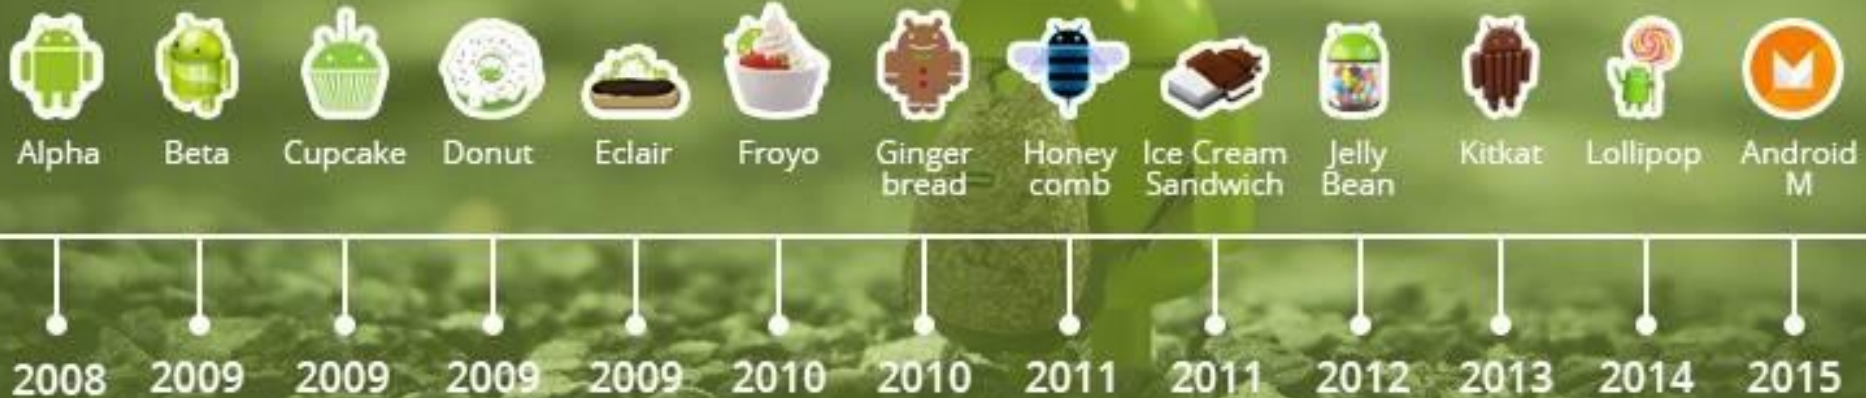 Alpha Beta Cupcake Donut Eclair Froyo Ginger bread Honey comb Ice Cream Sandwich Jelly Bean Kitkat Lollipop Android M
2008 2009 2009 2009 2009 2010 2010 2011 2011 2012 2013 2014 2015